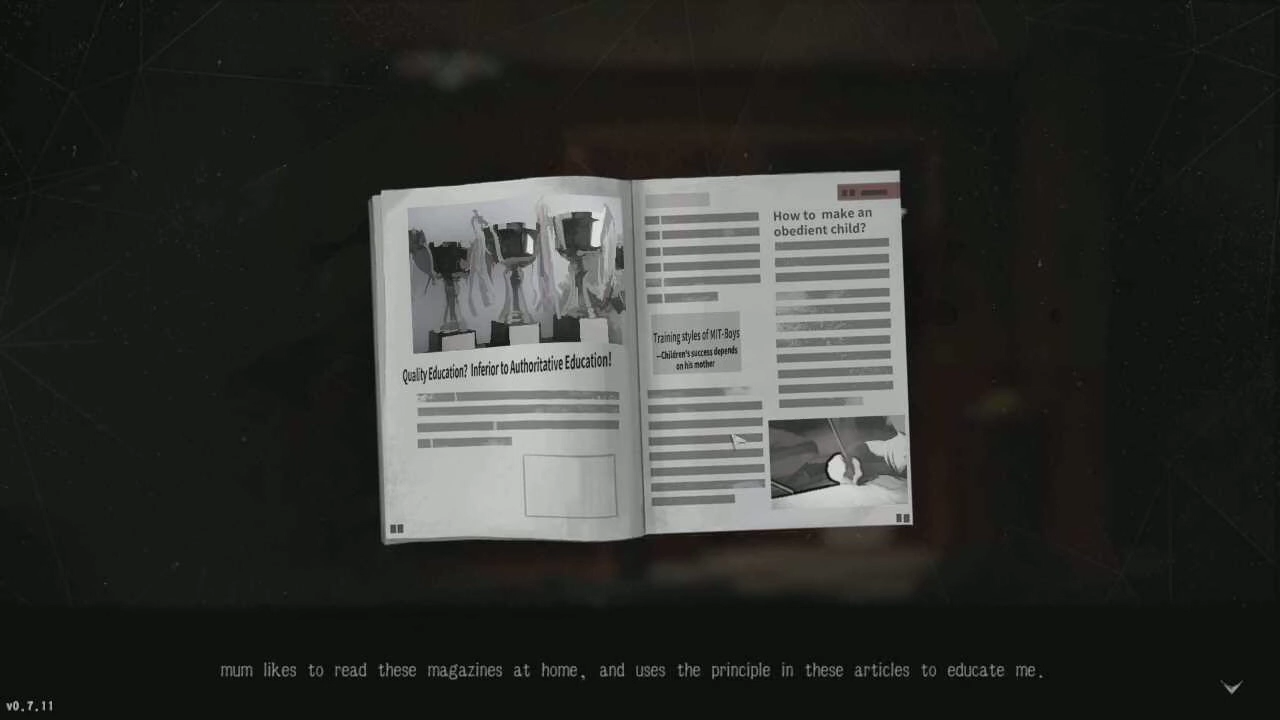 Quality Education? Inferior to Authoritative Education!
Training styles of MIT-Boys
—Children's success depends
on his mother
How to make an
obedient child?
mum likes to read these magazines at home, and uses the principle in these articles to educate me.
v0.7.11